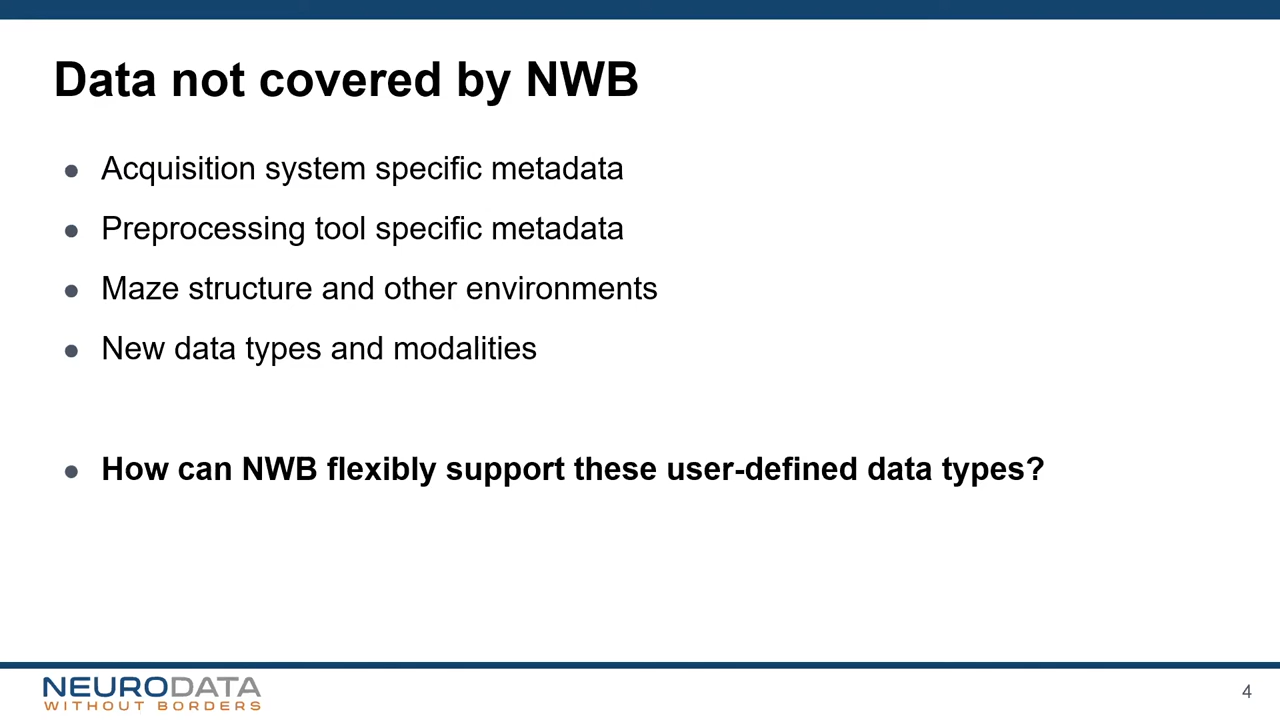 Data not covered by NWB
● Acquisition system specific metadata
● Preprocessing tool specific metadata
● Maze structure and other environments
● New data types and modalities
● How can NWB flexibly support these user-defined data types?
NEURODATA
WITHOUT BORDERS
4